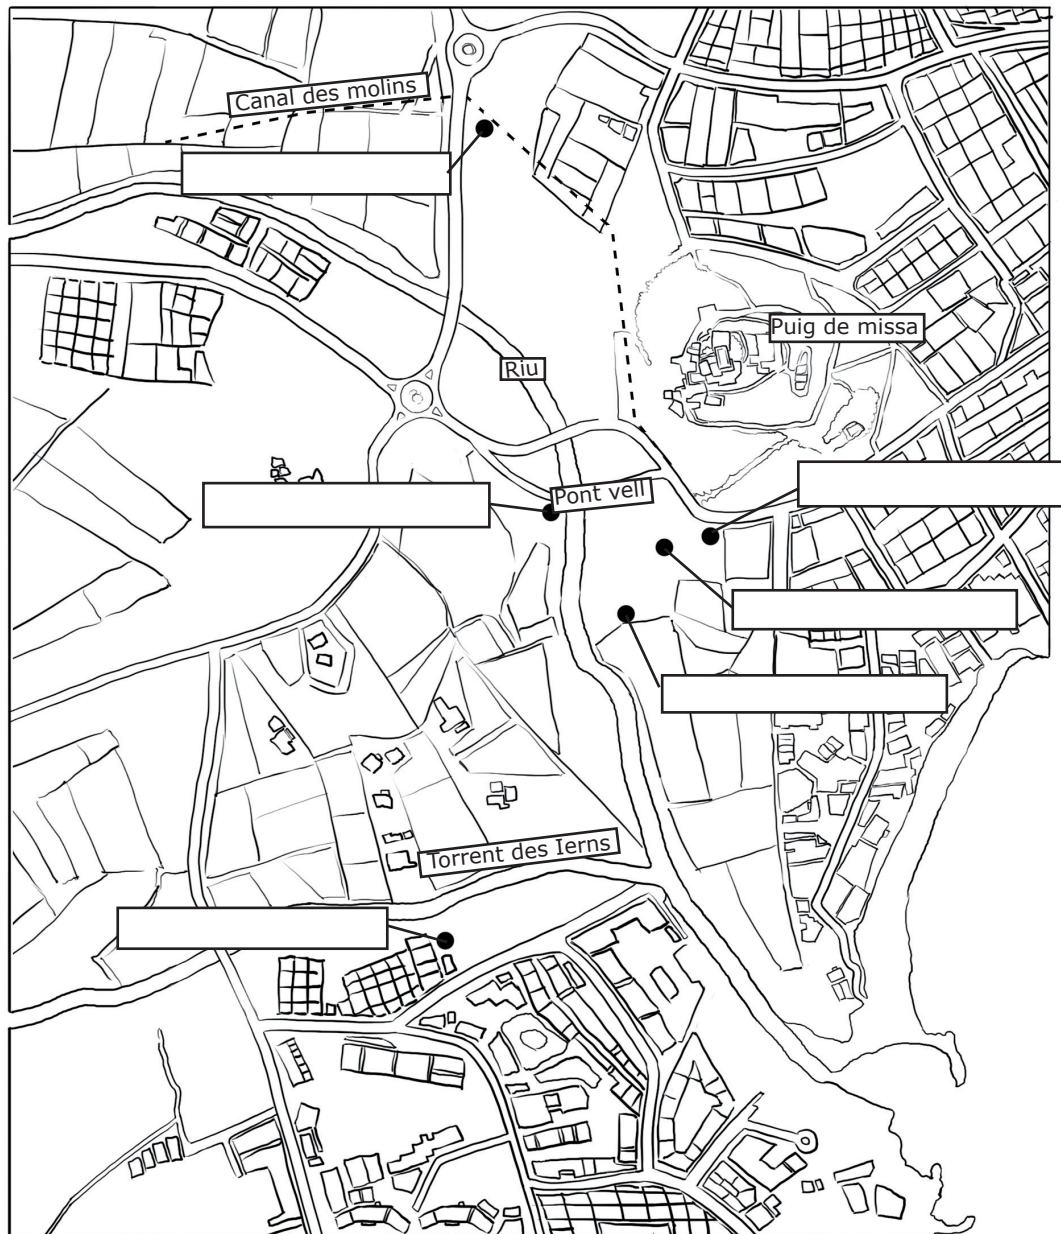 Canal des molins
Puig de missa
Riu
Pont vell
Torrent des Ierns